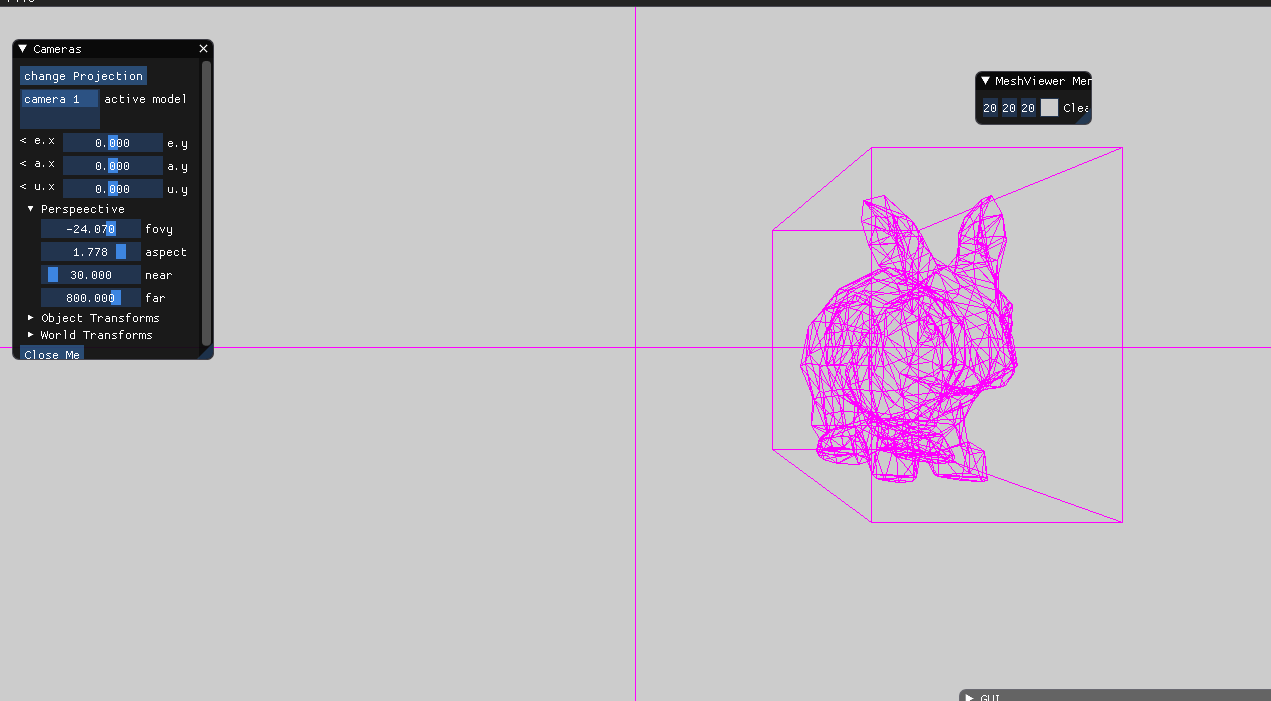 Cameras
change Projection
camera 1 active model
< e.x 0.000 e.y
< a.x 0.000 a.y
< u.x 0.000 u.y
Perspeective
-24.070 fovy
1.778 aspect
30.000 near
800.000 far
Object Transforms
World Transforms
Close Me
MeshViewer Men
20 20 20 Clea
GUI